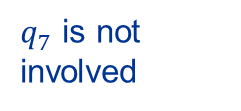 𝑞₇ is not
involved